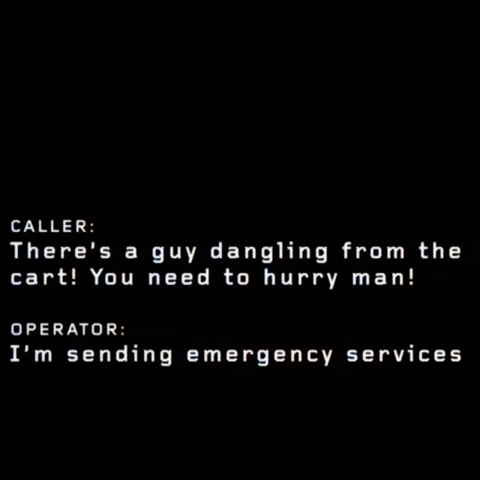 CALLER:
There's a guy dangling from the
cart! You need to hurry man!
OPERATOR:
I'm sending emergency services